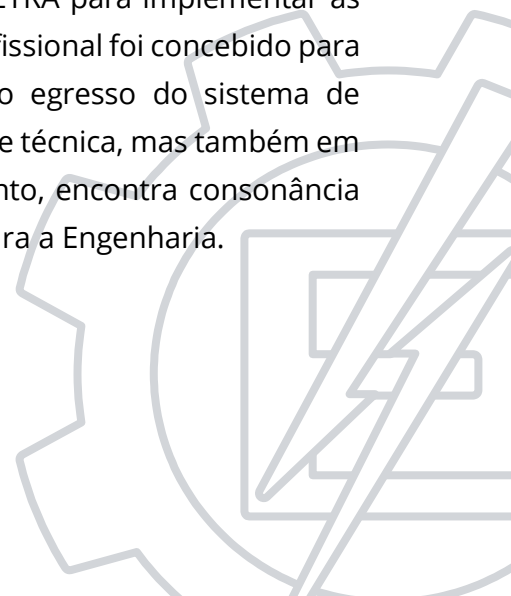 para implementar as
fissional foi concebido para
o egresso do sistema de
e técnica, mas também em
nto, encontra consonância
ra a Engenharia.